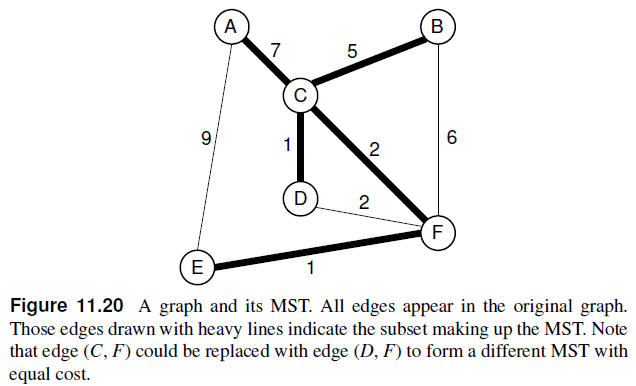 A
B
7
5
C
9
1
2
6
D
2
F
E
1
Figure 11.20 A graph and its MST. All edges appear in the original graph.
Those edges drawn with heavy lines indicate the subset making up the MST. Note
that edge (C, F) could be replaced with edge (D, F) to form a different MST with
equal cost.